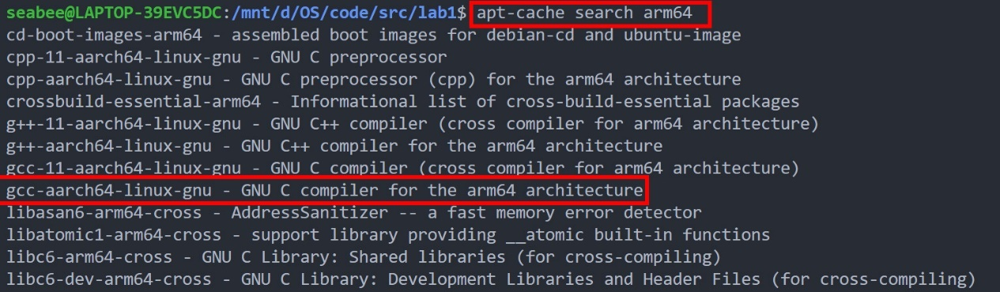 seabee@LAPTOP-39EVC5DC:/mnt/d/OS/code/src/lab1$ apt-cache search arm64
cd-boot-images-arm64 - assembled boot images for debian-cd and ubuntu-image
cpp-11-aarch64-linux-gnu - GNU C preprocessor
cpp-aarch64-linux-gnu - GNU C preprocessor (cpp) for the arm64 architecture
crossbuild-essential-arm64 - Informational list of cross-build-essential packages
g++-11-aarch64-linux-gnu - GNU C++ compiler (cross compiler for arm64 architecture)
g++-aarch64-linux-gnu - GNU C++ compiler for the arm64 architecture
gcc-11-aarch64-linux-gnu - GNU C compiler (cross compiler for arm64 architecture)
gcc-aarch64-linux-gnu - GNU C compiler for the arm64 architecture
libasan6-arm64-cross - AddressSanitizer -- a fast memory error detector
libatomic1-arm64-cross - support library providing __atomic built-in functions
libc6-arm64-cross - GNU C Library: Shared libraries (for cross-compiling)
libc6-dev-arm64-cross - GNU C Library: Development Libraries and Header Files (for cross-compiling)